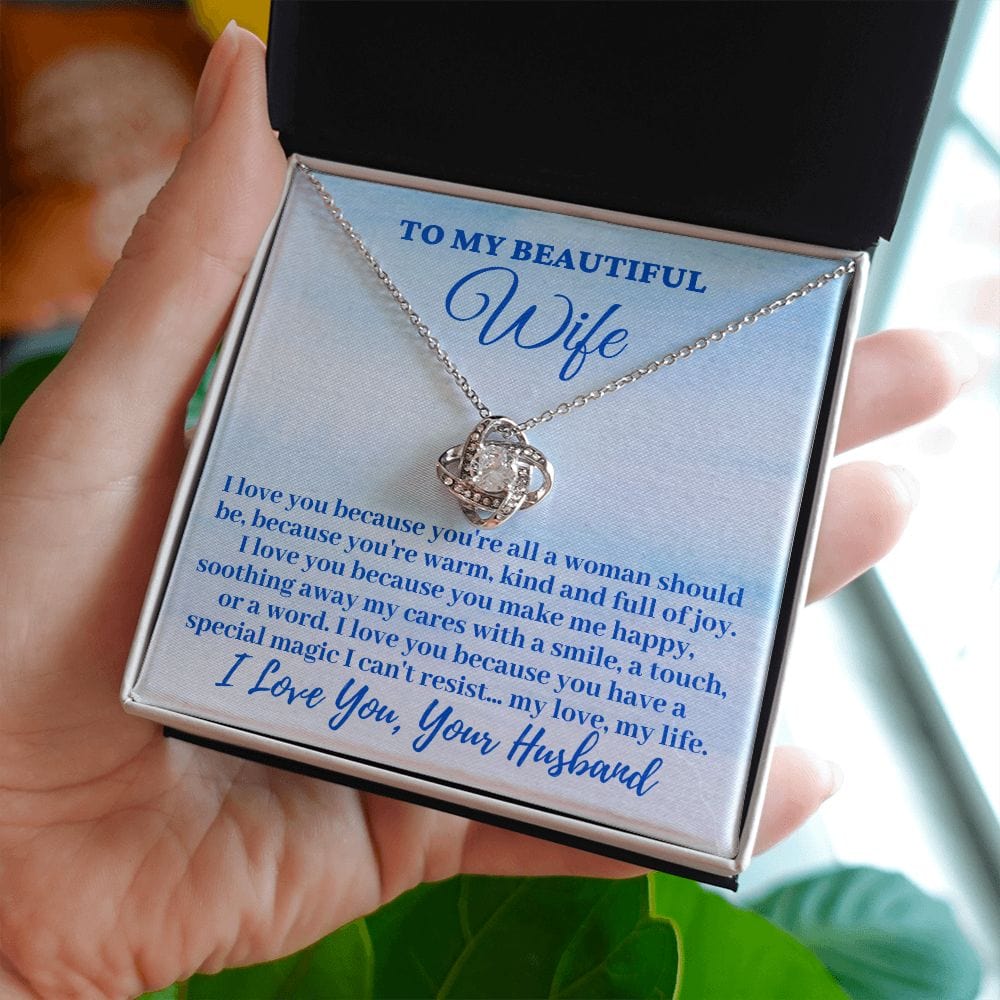 TO MY BEAUTIFUL
Wife
I love you because you're all a woman should
be, because you're warm, kind and full of joy.
I love you because you make me happy,
soothing away my cares with a smile, a touch,
or a word. I love you because you have a
special magic I can't resist... my love, my life.
I Love You, Your Husband